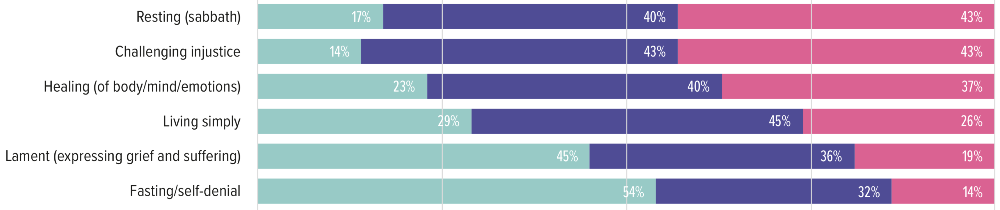 Resting (sabbath) 17% 40% 43%
Challenging injustice 14% 43% 43%
Healing (of body/mind/emotions) 23% 40% 37%
Living simply 29% 45% 26%
Lament (expressing grief and suffering) 45% 36% 19%
Fasting/self-denial 54% 32% 14%